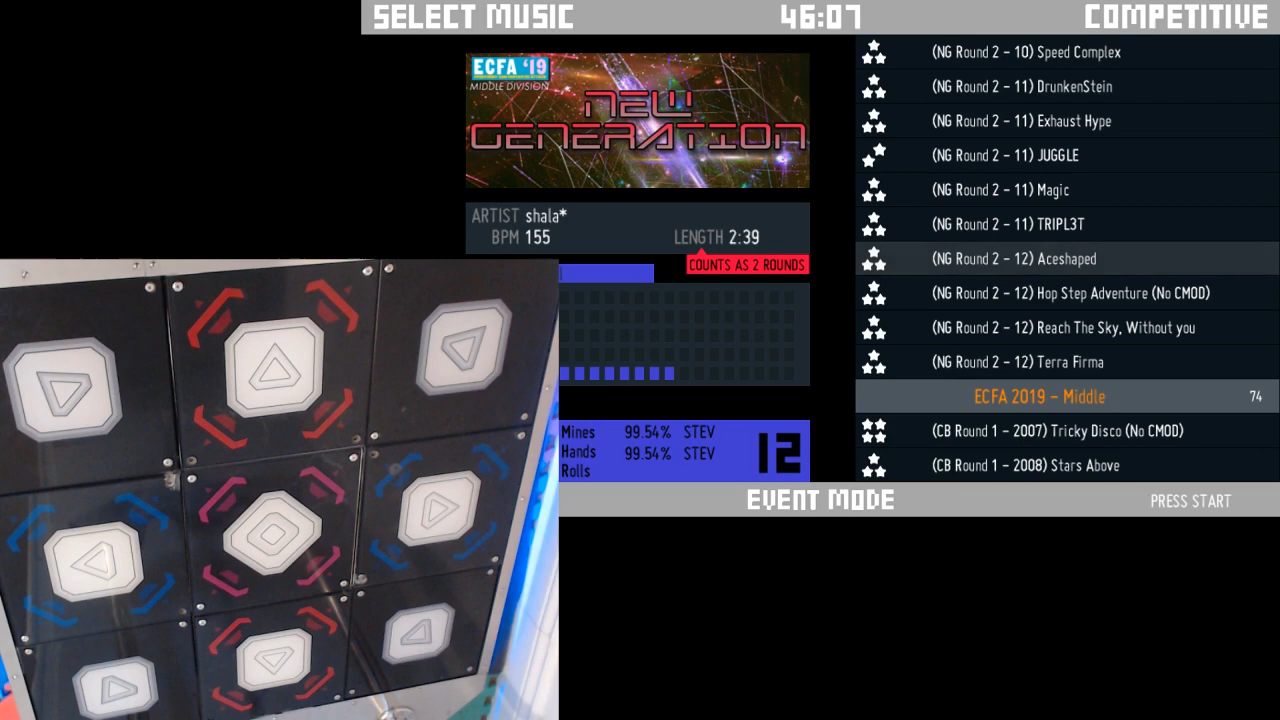 SELECT MUSIC
46:07
COMPETITIVE
ECFA '19
MIDDLE DIVISION
NEW
GENERATION
ARTIST shala*
BPM 155
LENGTH 2:39
COUNTS AS 2 ROUNDS
Mines 99.54% STEV
Hands 99.54% STEV
Rolls
12
(NG Round 2 - 10) Speed Complex
(NG Round 2 - 11) DrunkenStein
(NG Round 2 - 11) Exhaust Hype
(NG Round 2 - 11) JUGGLE
(NG Round 2 - 11) Magic
(NG Round 2 - 11) TRIPL3T
(NG Round 2 - 12) Aceshaped
(NG Round 2 - 12) Hop Step Adventure (No CMOD)
(NG Round 2 - 12) Reach The Sky, Without you
(NG Round 2 - 12) Terra Firma
ECFA 2019 - Middle 74
(CB Round 1 - 2007) Tricky Disco (No CMOD)
(CB Round 1 - 2008) Stars Above
EVENT MODE
PRESS START